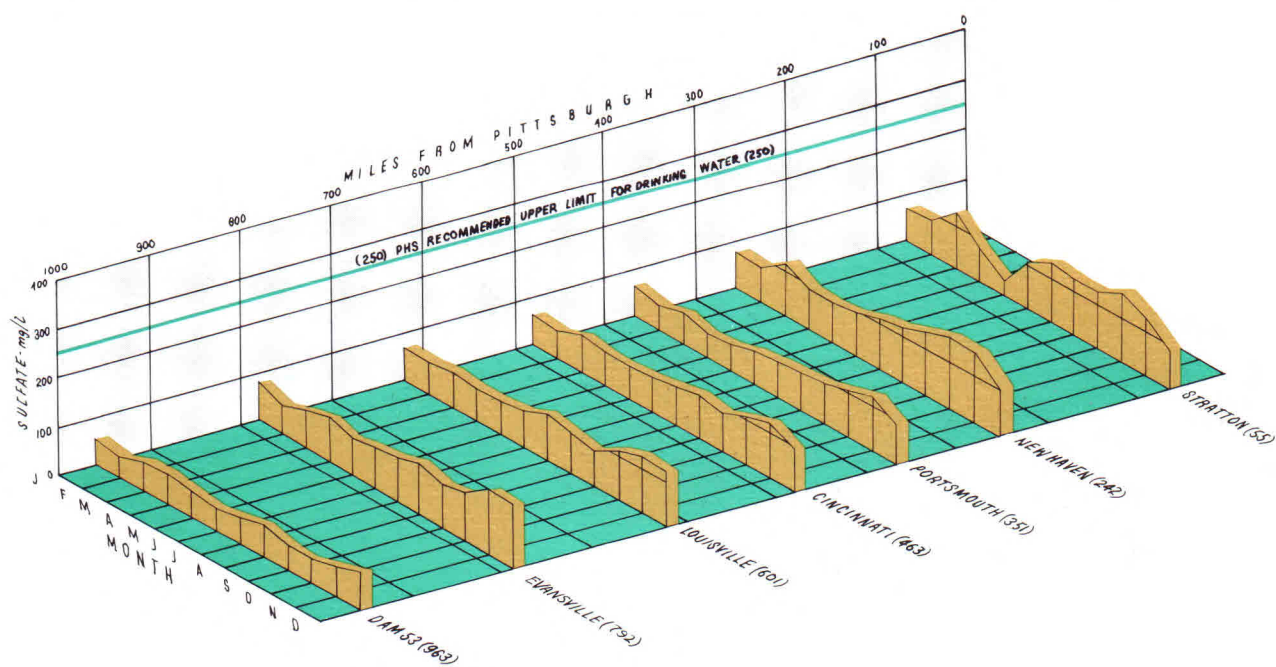 0
100
200
300
400
500
600
700
800
900
1000
MILES FROM PITTSBURGH
(250) PHS RECOMMENDED UPPER LIMIT FOR DRINKING WATER (250)
400
300
200
100
0
SULFATE-mg/l
J F M A M J J A S O N D
MONTH
DAM 53 (963)
EVANSVILLE (792)
LOUISVILLE (601)
CINCINNATI (463)
PORTSMOUTH (351)
NEW HAVEN (242)
STRATTON (55)